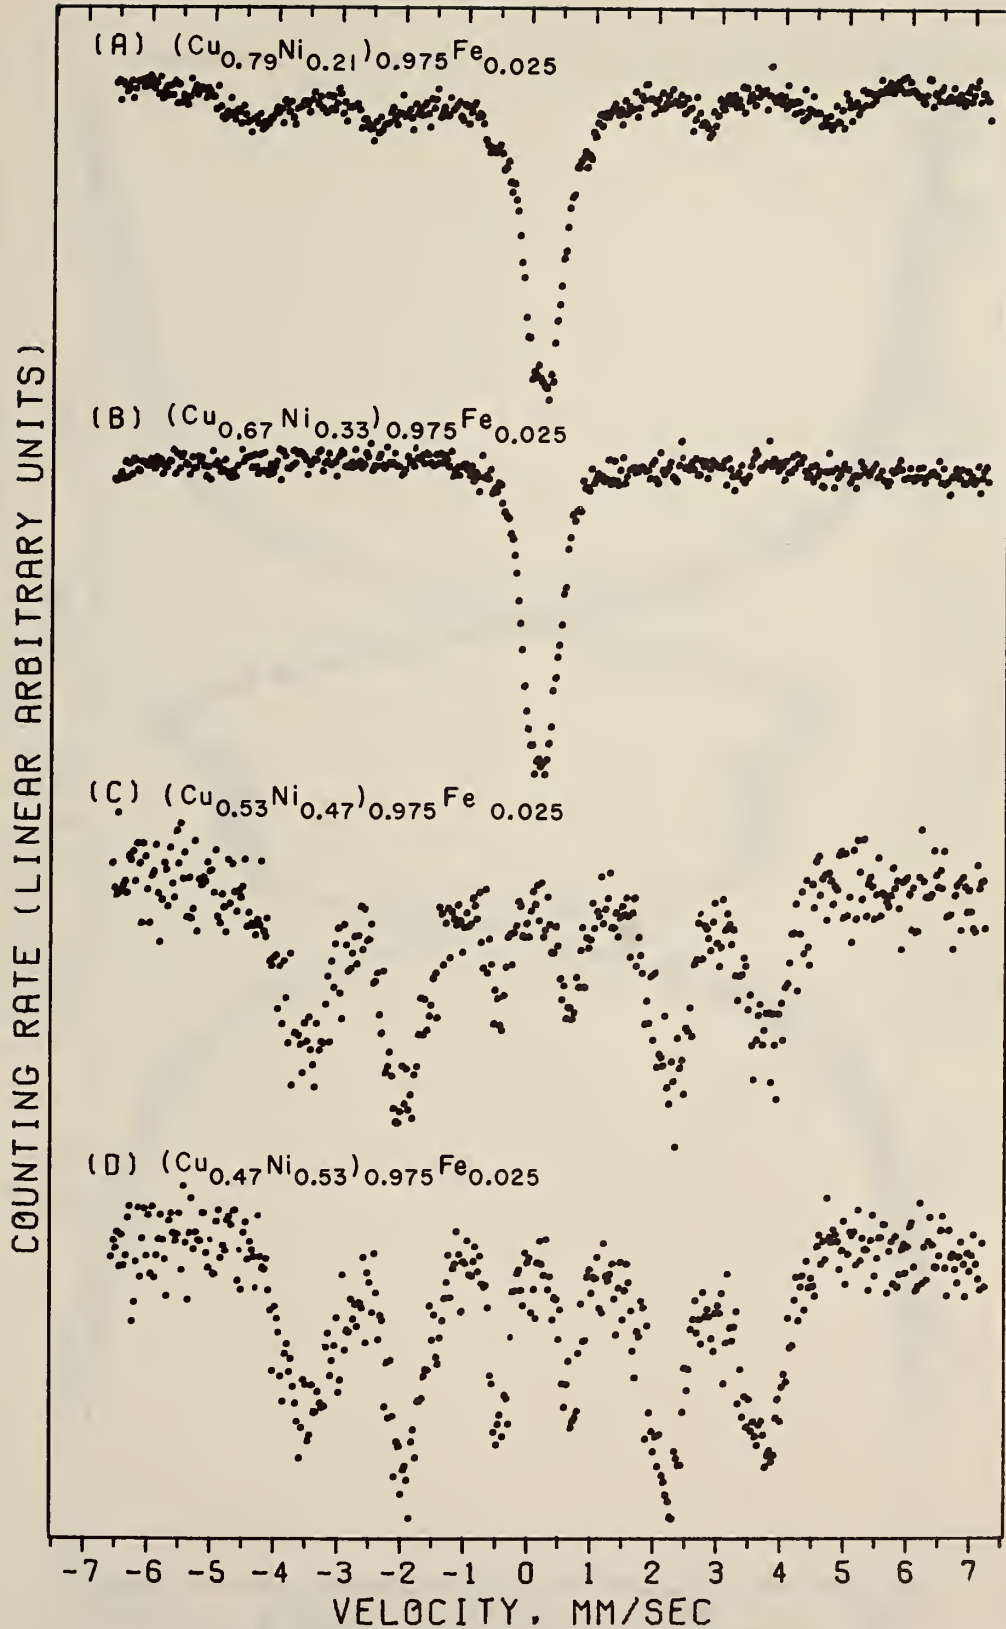 (A) (Cu0.79Ni0.21)0.975Fe0.025
(B) (Cu0.67Ni0.33)0.975Fe0.025
(C) (Cu0.53Ni0.47)0.975Fe 0.025
(D) (Cu0.47Ni0.53)0.975Fe0.025
COUNTING RATE (LINEAR ARBITRARY UNITS)
-7 -6 -5 -4 -3 -2 -1 0 1 2 3 4 5 6 7
VELOCITY, MM/SEC